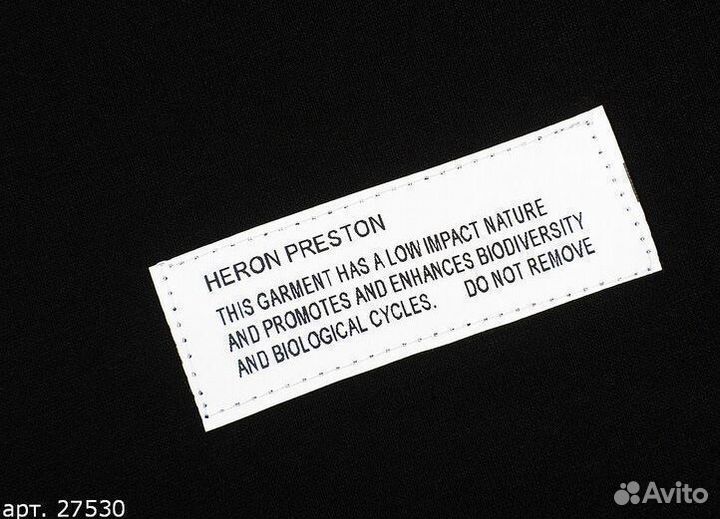 HERON PRESTON
THIS GARMENT HAS A LOW IMPACT NATURE
AND PROMOTES AND ENHANCES BIODIVERSITY
AND BIOLOGICAL CYCLES. DO NOT REMOVE
арт. 27530
Avito